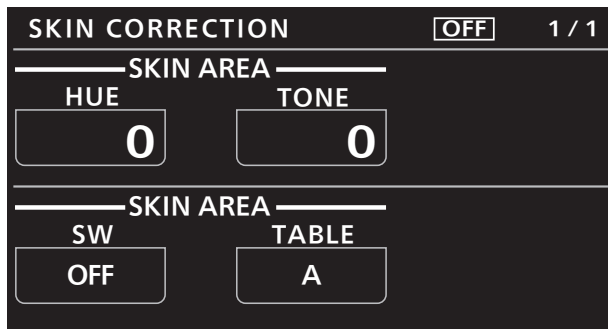 SKIN CORRECTION OFF 1 / 1
SKIN AREA
HUE TONE
0 0
SKIN AREA
SW TABLE
OFF A